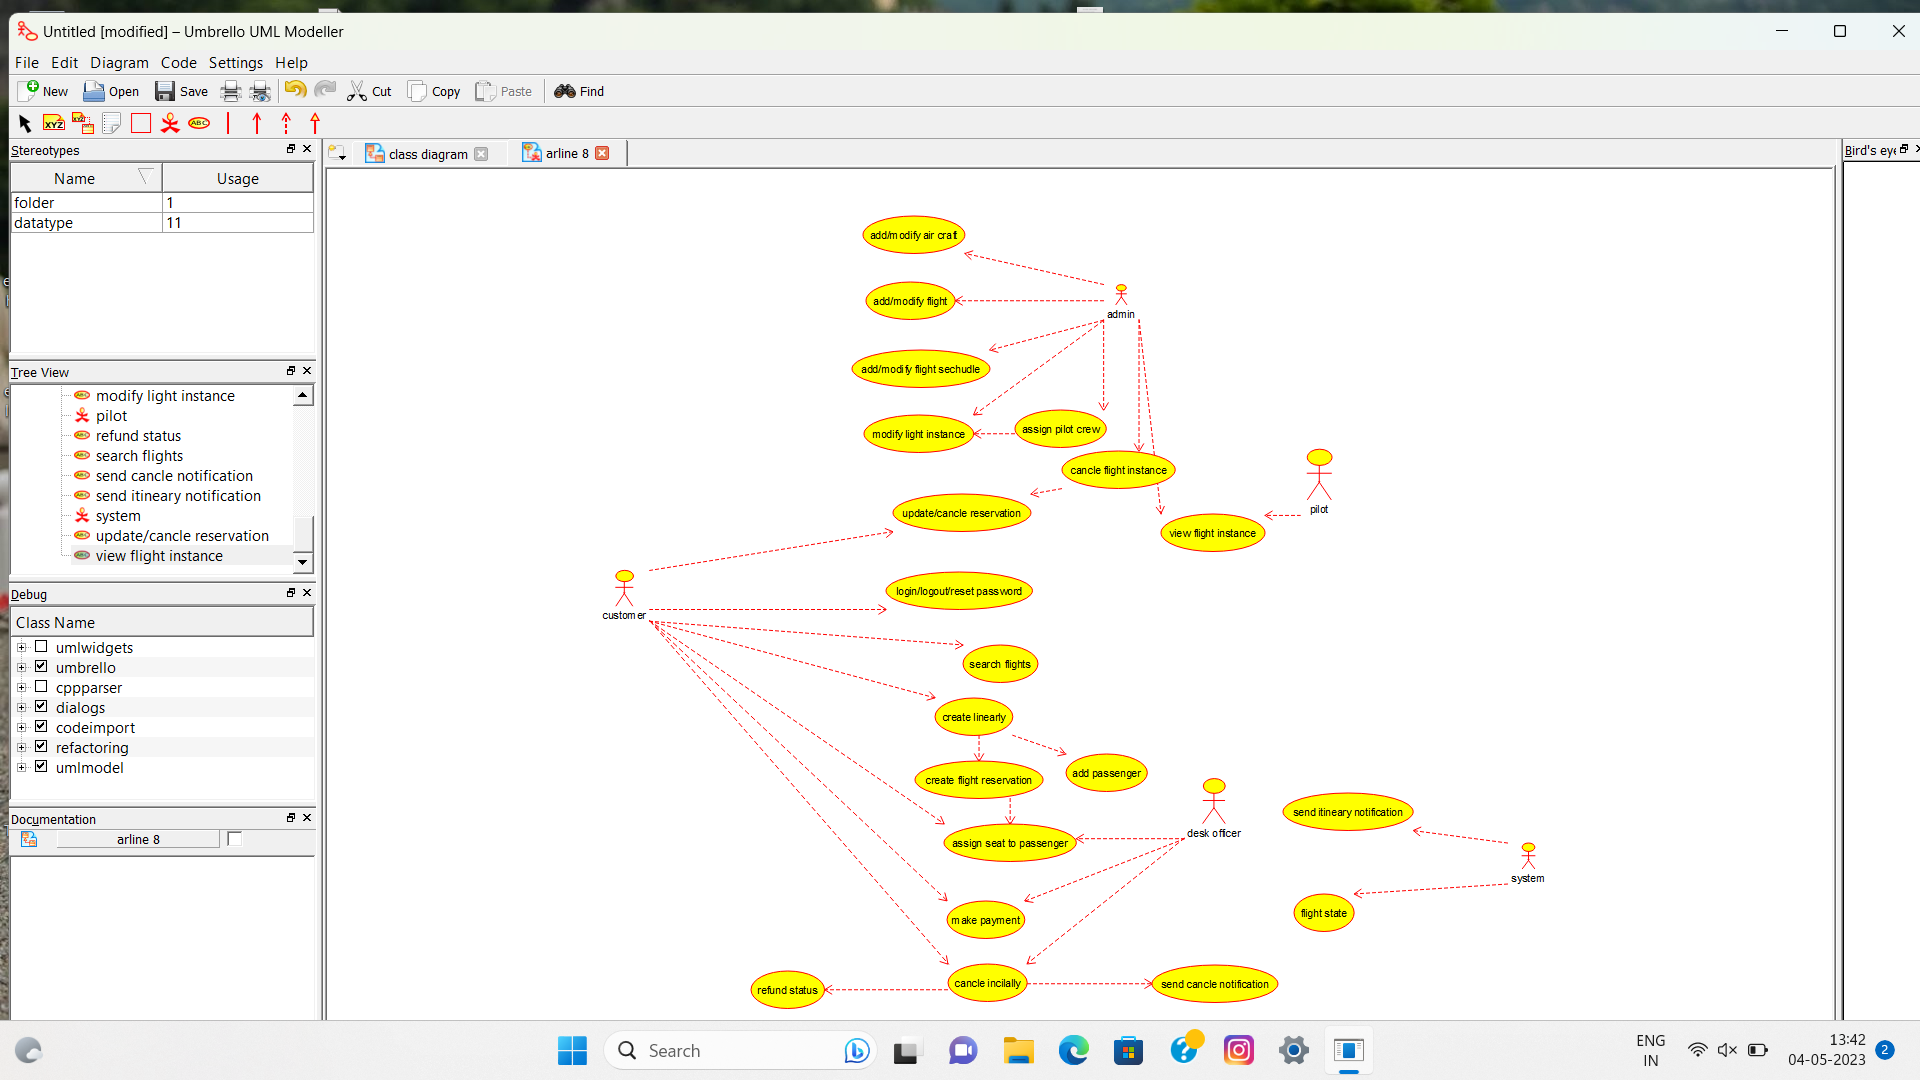 Untitled [modified] – Umbrello UML Modeller
File Edit Diagram Code Settings Help
New Open Save Cut Copy Paste Find
XYZ XYZ ABC
Stereotypes
Name Usage
folder 1
datatype 11
Tree View
modify light instance
pilot
refund status
search flights
send cancle notification
send itineary notification
system
update/cancle reservation
view flight instance
Debug
Class Name
umlwidgets
umbrello
cppparser
dialogs
codeimport
refactoring
umlmodel
Documentation
arline 8
class diagram
arline 8
Bird's eye
add/modify air craft
add/modify flight
admin
add/modify flight sechudle
modify light instance
assign pilot crew
cancle flight instance
pilot
update/cancle reservation
view flight instance
customer
login/logout/reset password
search flights
create linearly
create flight reservation
add passenger
desk officer
assign seat to passenger
send itineary notification
system
make payment
flight state
cancle incilally
refund status
send cancle notification
Search
ENG
IN
13:42
04-05-2023
2